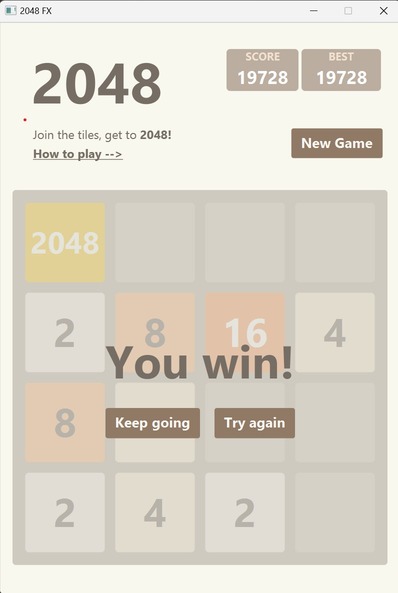 2048 FX
2048
SCORE
19728
BEST
19728
Join the tiles, get to 2048!
How to play -->
New Game
2048
2
8
16
4
You win!
8
Keep going
Try again
2
4
2